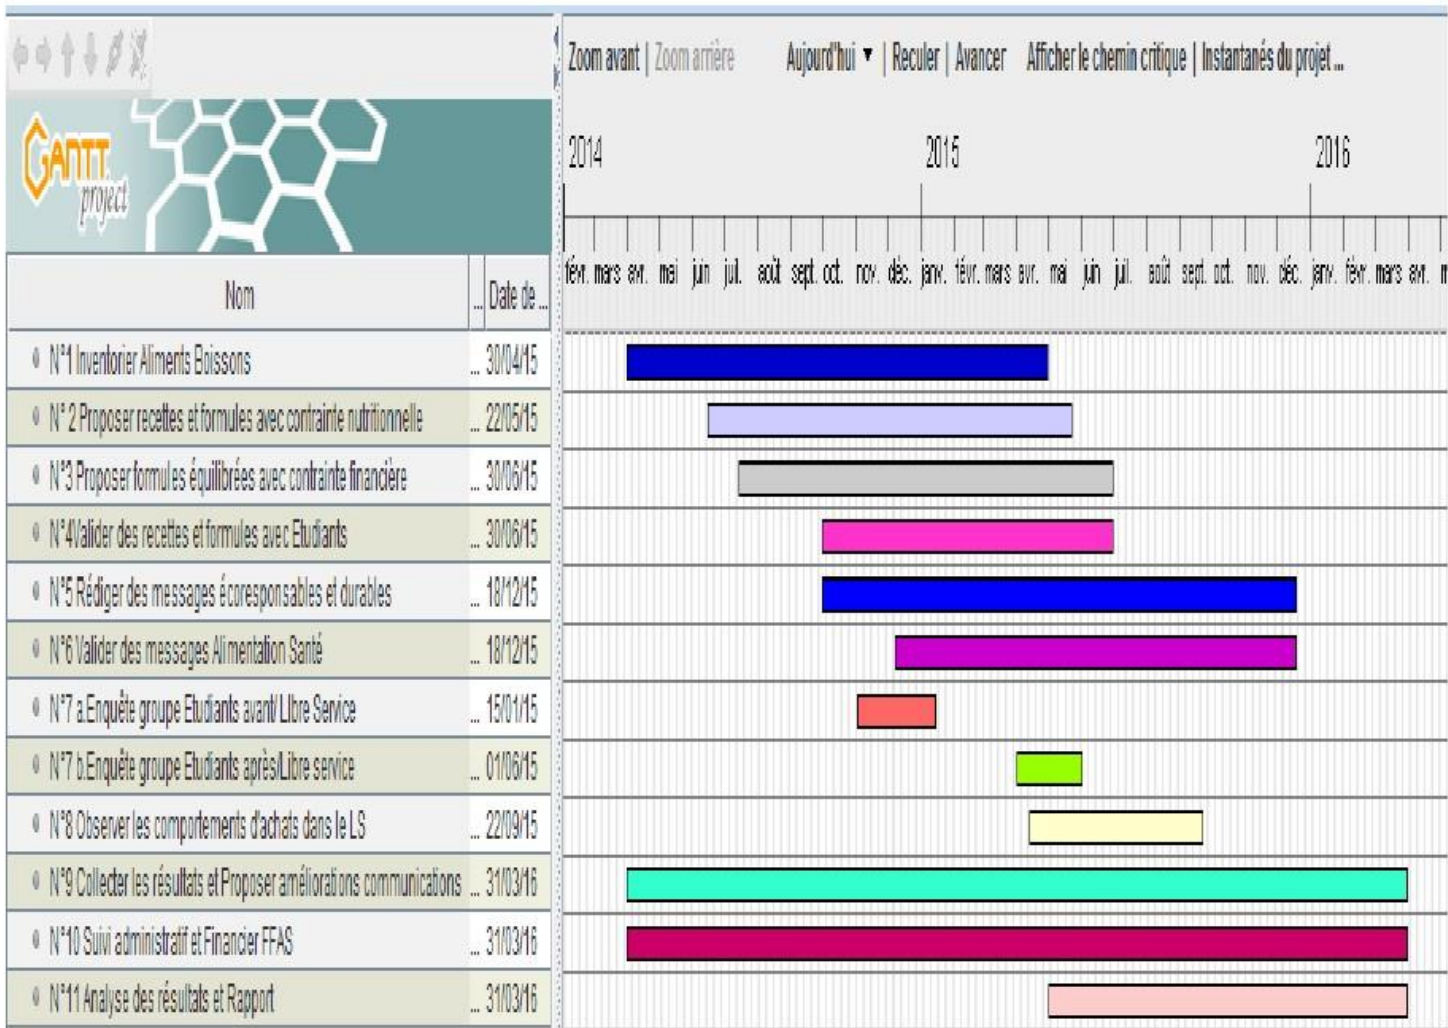 Zoom avant | Zoom arrière Aujourd'hui ▼ | Reculer | Avancer Afficher le chemin critique | Instantanés du projet ...
GANTT
project
2014 2015 2016
févr. mars avr. mai juin juil. août sept. oct. nov. déc. janv. févr. mars avr. mai juin juil. août sept. oct. nov. déc. janv. févr. mars avr. m
Nom ... Date de ...
N°1 Inventorier Aliments Boissons ... 30/04/15
N° 2 Proposer recettes et formules avec contrainte nutritionnelle ... 22/05/15
N°3 Proposer formules équilibrées avec contrainte financière ... 30/06/15
N°4Valider des recettes et formules avec Etudiants ... 30/06/15
N°5 Rédiger des messages écoresponsables et durables ... 18/12/15
N°6 Valider des messages Alimentation Santé ... 18/12/15
N°7 a.Enquête groupe Etudiants avant/ Libre Service ... 15/01/15
N°7 b.Enquête groupe Etudiants après/Libre service ... 01/06/15
N°8 Observer les comportements d'achats dans le LS ... 22/09/15
N°9 Collecter les résultats et Proposer améliorations communications ... 31/03/16
N°10 Suivi administratif et Financier FFAS ... 31/03/16
N°11 Analyse des résultats et Rapport ... 31/03/16